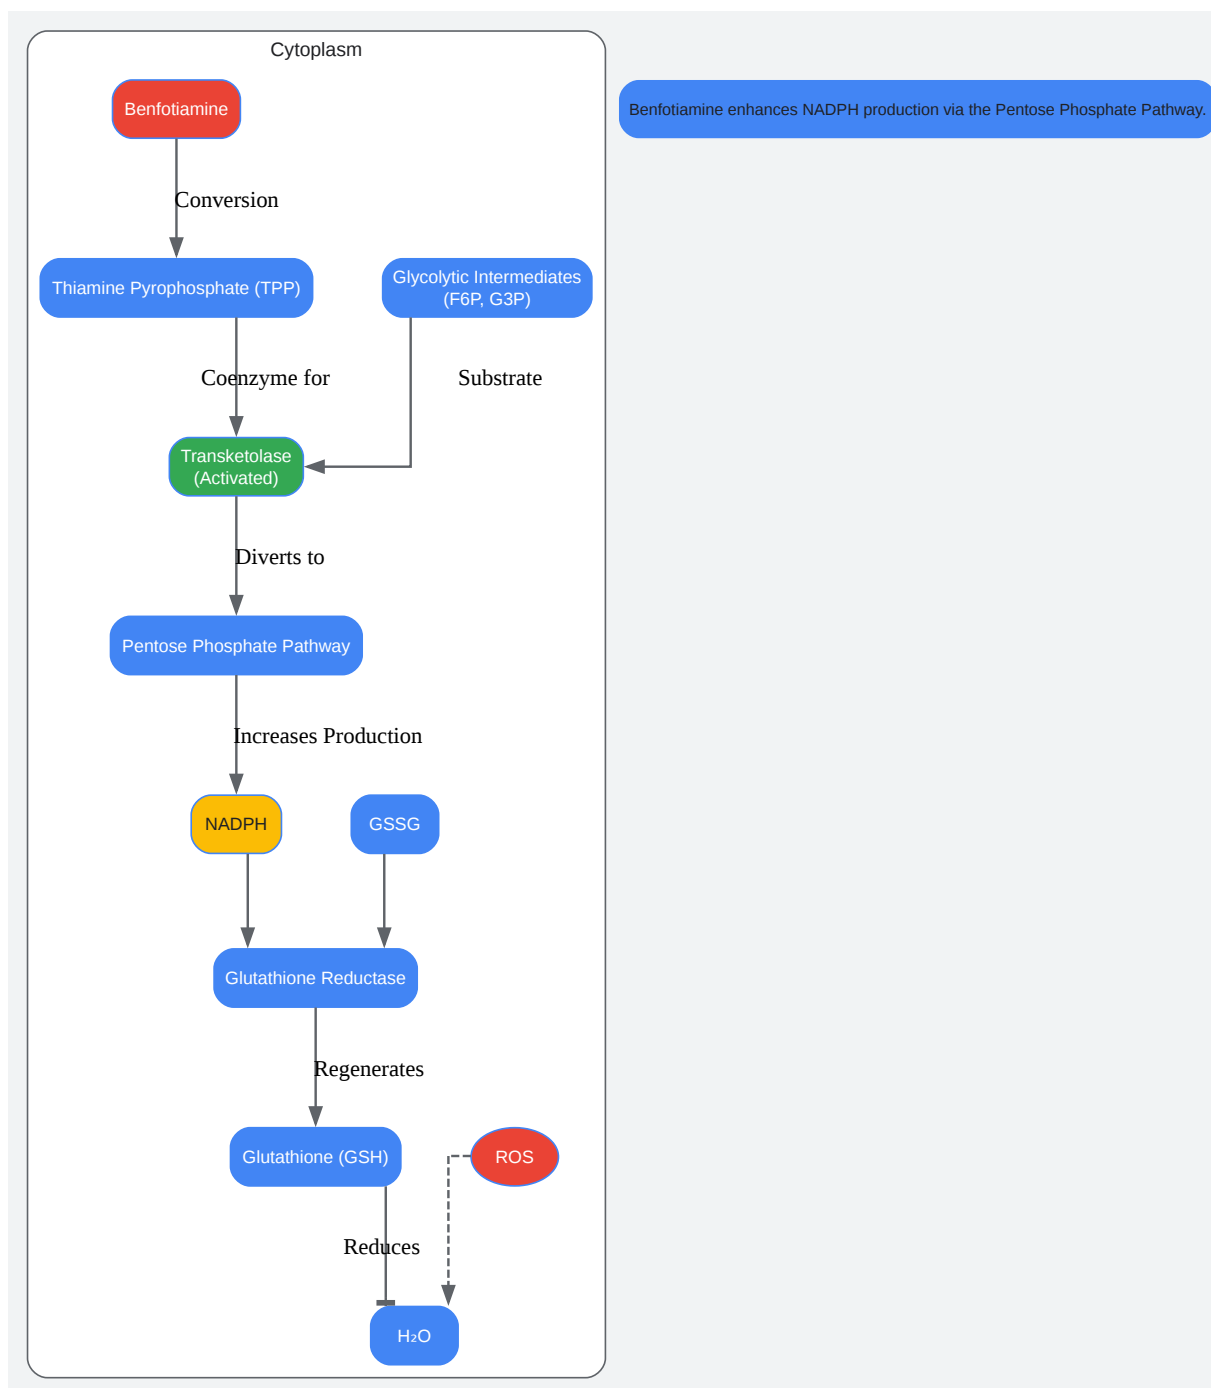 Cytoplasm
Benfotiamine
Benfotiamine enhances NADPH production via the Pentose Phosphate Pathway.
Conversion
Thiamine Pyrophosphate (TPP)
Glycolytic Intermediates
(F6P, G3P)
Coenzyme for
Substrate
Transketolase
(Activated)
Diverts to
Pentose Phosphate Pathway
Increases Production
NADPH
GSSG
Glutathione Reductase
Regenerates
Glutathione (GSH)
ROS
Reduces
H₂O